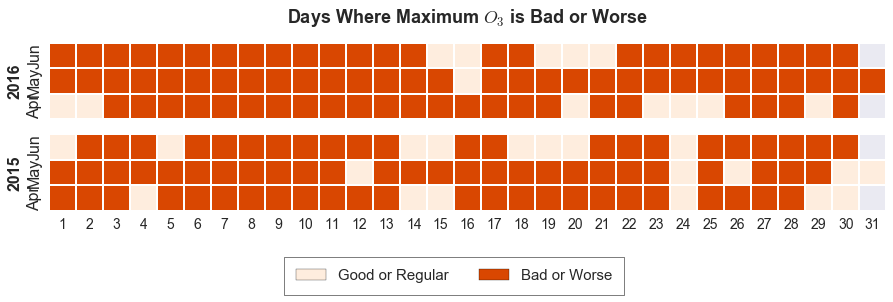 Days Where Maximum O3 is Bad or Worse
2016
Jun
May
Apr
2015
Jun
May
Apr
1 2 3 4 5 6 7 8 9 10 11 12 13 14 15 16 17 18 19 20 21 22 23 24 25 26 27 28 29 30 31
Good or Regular Bad or Worse